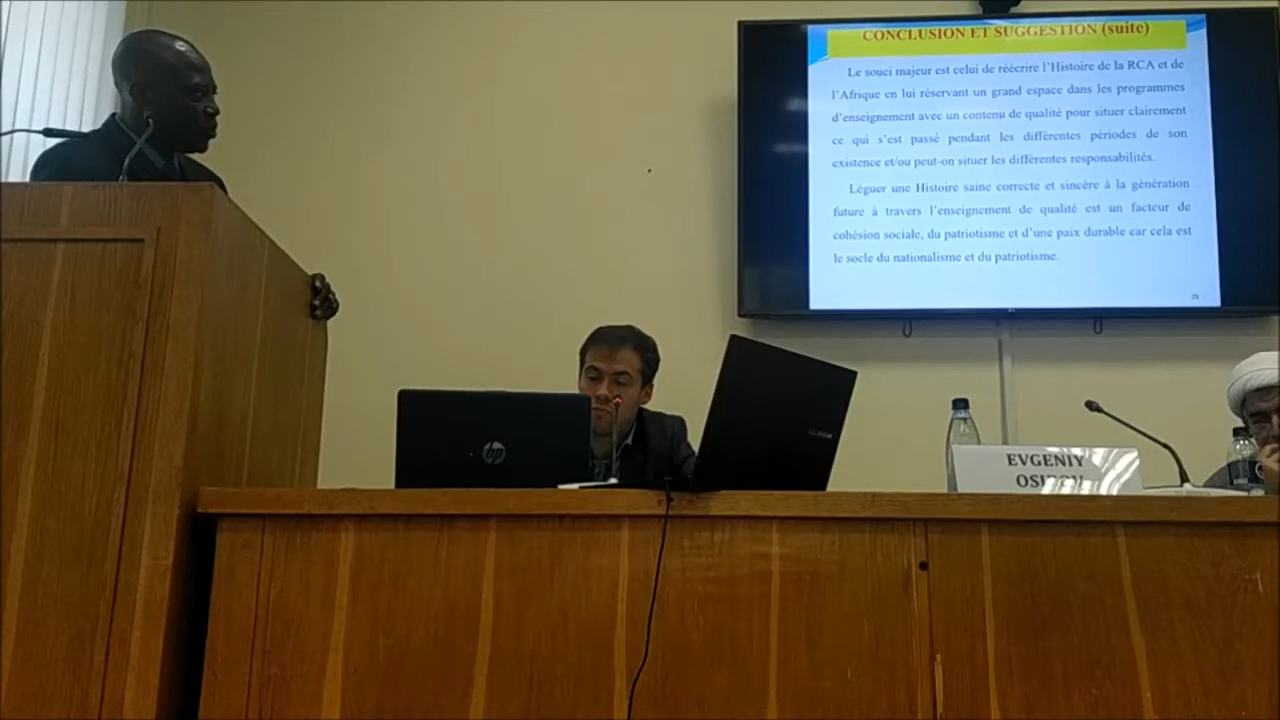 CONCLUSION ET SUGGESTION (suite)
Le souci majeur est celui de réécrire l'Histoire de la RCA et de
l'Afrique en lui réservant un grand espace dans les programmes
d'enseignement avec un contenu de qualité pour situer clairement
ce qui s'est passé pendant les différentes périodes de son
existence et/ou peut-on situer les différentes responsabilités.
Léguer une Histoire saine correcte et sincère à la génération
future à travers l'enseignement de qualité est un facteur de
cohésion sociale, du patriotisme et d'une paix durable car cela est
le socle du nationalisme et du patriotisme.
29
hp
EVGENIY